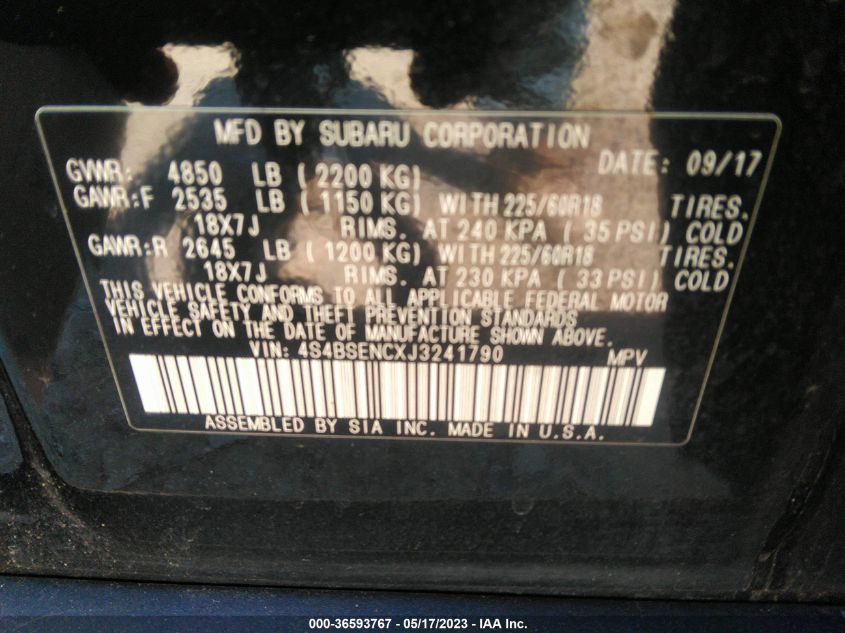 MFD BY SUBARU CORPORATION DATE: 09/17
GVWR: 4850 LB ( 2200 KG)
GAWR:F 2535 LB ( 1150 KG) WITH 225/60R18 TIRES.
18X7J RIMS. AT 240 KPA ( 35 PSI) COLD
GAWR:R 2645 LB ( 1200 KG) WITH 225/60R18 TIRES.
18X7J RIMS. AT 230 KPA ( 33 PSI) COLD
THIS VEHICLE CONFORMS TO ALL APPLICABLE FEDERAL MOTOR
VEHICLE SAFETY AND THEFT PREVENTION STANDARDS
IN EFFECT ON THE DATE OF MANUFACTURE SHOWN ABOVE.
VIN: 4S4BSENCXJ3241790 MPV
ASSEMBLED BY SIA INC. MADE IN U.S.A.
000-36593767 - 05/17/2023 - IAA Inc.